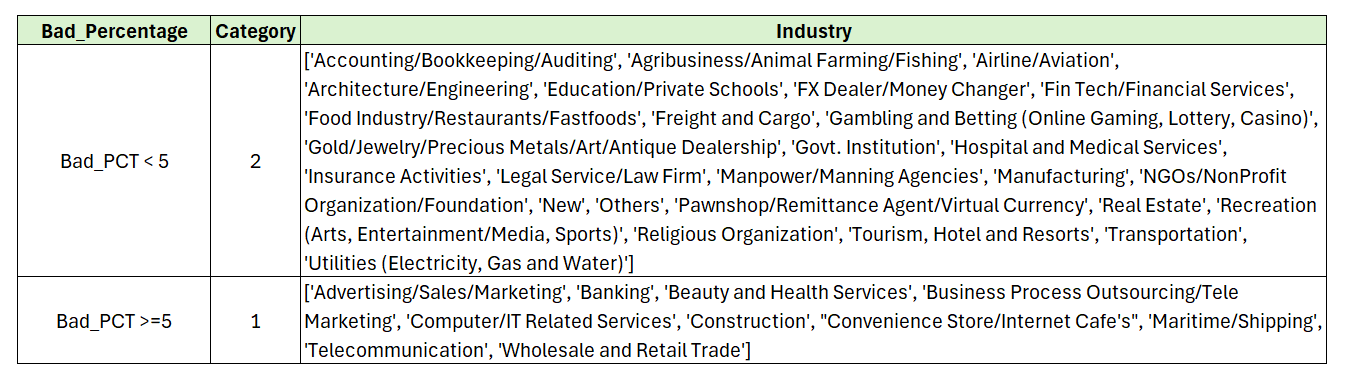 Bad_Percentage Category Industry
Bad_PCT < 5 2 ['Accounting/Bookkeeping/Auditing', 'Agribusiness/Animal Farming/Fishing', 'Airline/Aviation',
'Architecture/Engineering', 'Education/Private Schools', 'FX Dealer/Money Changer', 'Fin Tech/Financial Services',
'Food Industry/Restaurants/Fastfoods', 'Freight and Cargo', 'Gambling and Betting (Online Gaming, Lottery, Casino)',
'Gold/Jewelry/Precious Metals/Art/Antique Dealership', 'Govt. Institution', 'Hospital and Medical Services',
'Insurance Activities', 'Legal Service/Law Firm', 'Manpower/Manning Agencies', 'Manufacturing', 'NGOs/NonProfit
Organization/Foundation', 'New', 'Others', 'Pawnshop/Remittance Agent/Virtual Currency', 'Real Estate', 'Recreation
(Arts, Entertainment/Media, Sports)', 'Religious Organization', 'Tourism, Hotel and Resorts', 'Transportation',
'Utilities (Electricity, Gas and Water)']
Bad_PCT >=5 1 ['Advertising/Sales/Marketing', 'Banking', 'Beauty and Health Services', 'Business Process Outsourcing/Tele
Marketing', 'Computer/IT Related Services', 'Construction', "Convenience Store/Internet Cafe's", 'Maritime/Shipping',
'Telecommunication', 'Wholesale and Retail Trade']